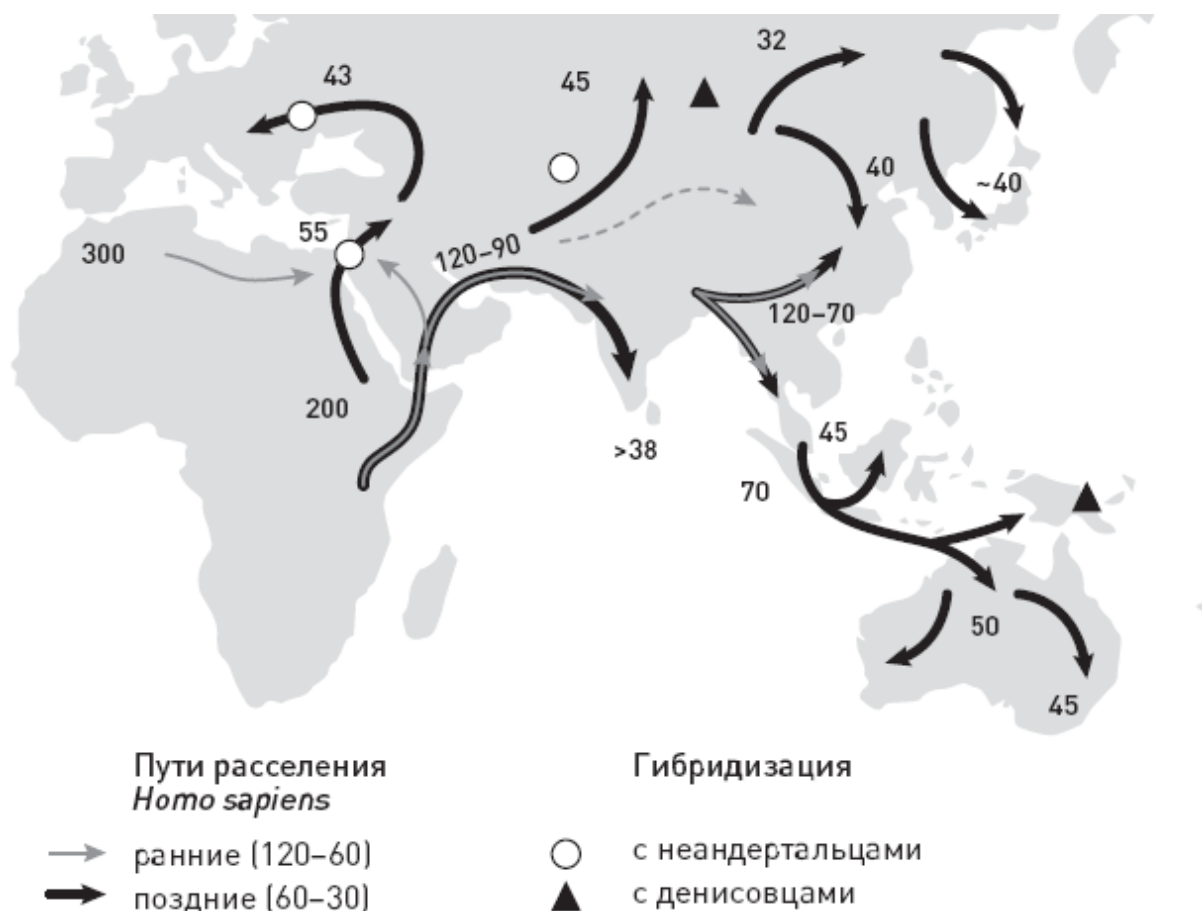 32
43
45
40
~40
55
300
120–90
120–70
200
>38
45
70
50
45
Пути расселения
Homo sapiens
Гибридизация
ранние (120–60)
с неандертальцами
поздние (60–30)
с денисовцами